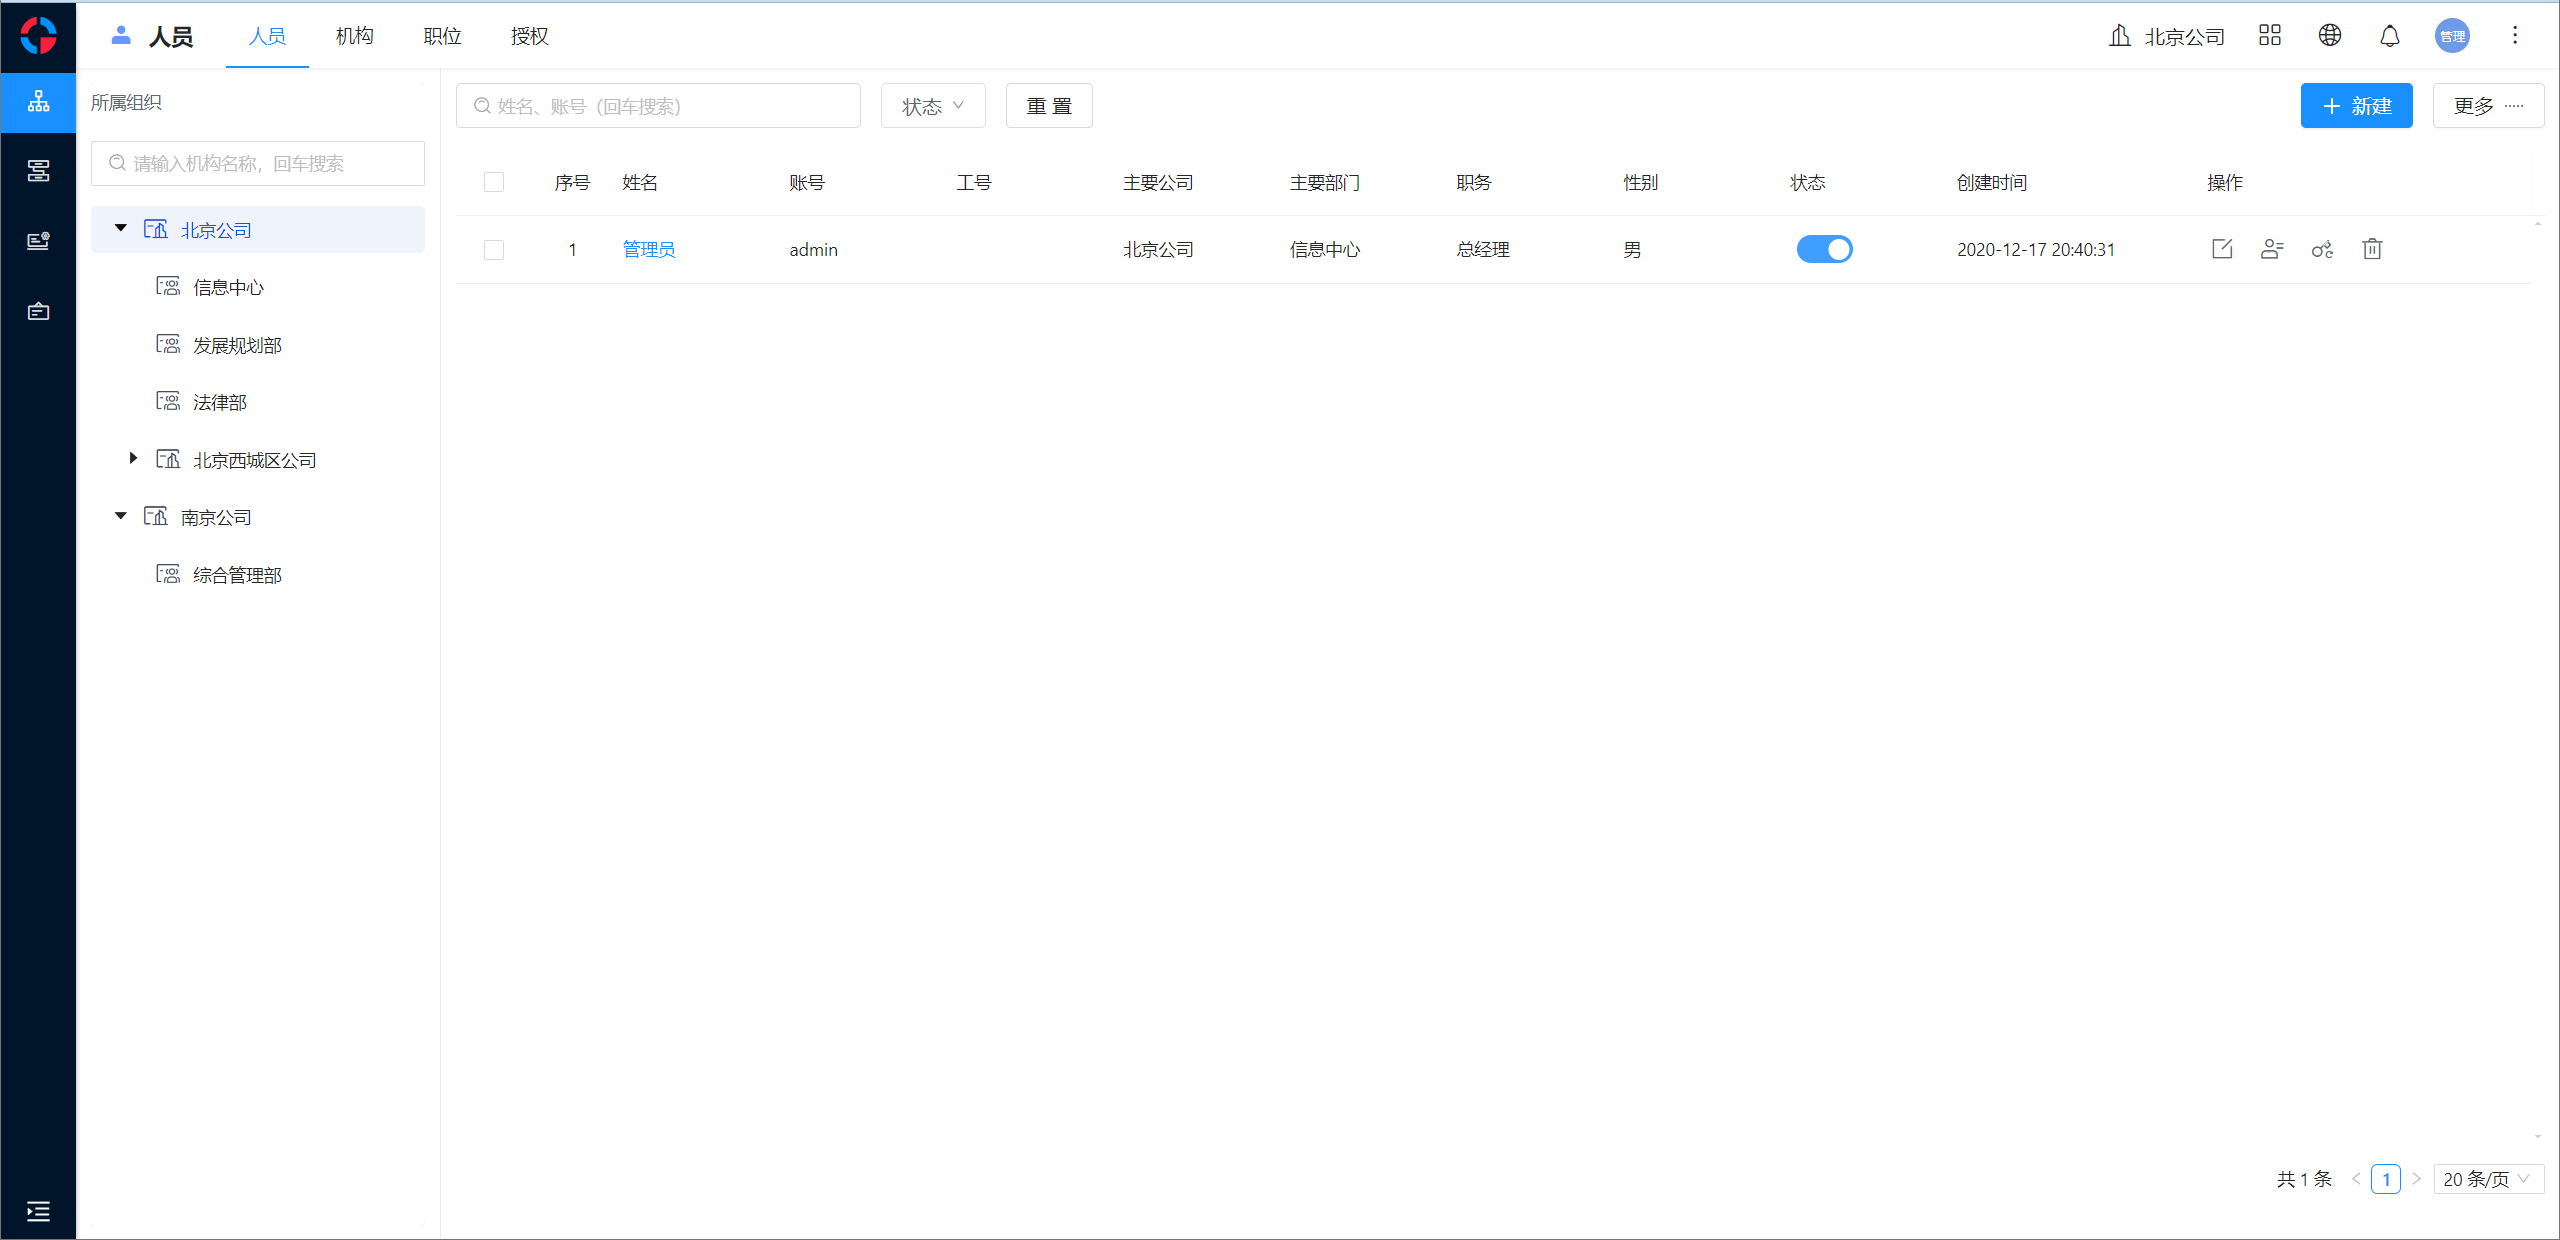 人员 人员 机构 职位 授权 北京公司 管理
所属组织
请输入机构名称，回车搜索
北京公司
信息中心
发展规划部
法律部
北京西城区公司
南京公司
综合管理部
姓名、账号（回车搜索） 状态 重 置 新建 更多
序号 姓名 账号 工号 主要公司 主要部门 职务 性别 状态 创建时间 操作
1 管理员 admin 北京公司 信息中心 总经理 男 2020-12-17 20:40:31
共 1 条 1 20 条/页